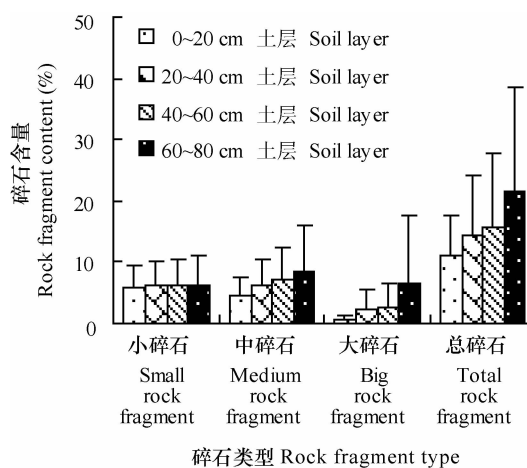 50
40
30
20
10
0
碎石含量
Rock fragment content (%)
0~20 cm 土层 Soil layer
20~40 cm 土层 Soil layer
40~60 cm 土层 Soil layer
60~80 cm 土层 Soil layer
小碎石 中碎石 大碎石 总碎石
Small Medium Big Total
rock rock rock rock
fragment fragment fragment fragment
碎石类型 Rock fragment type